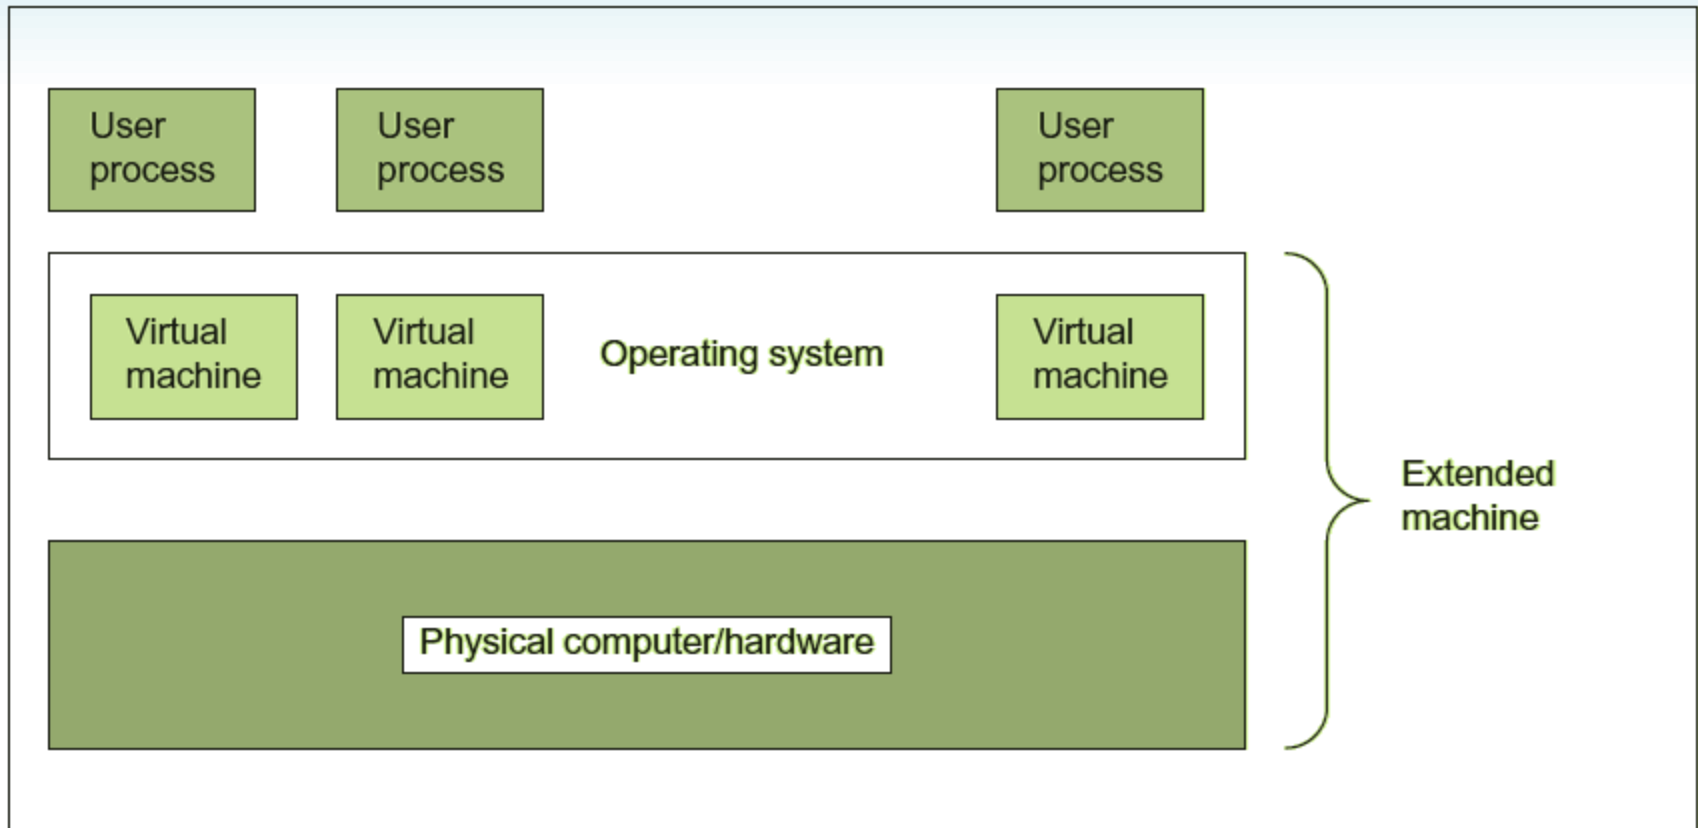 User
process
User
process
User
process
Virtual
machine
Virtual
machine
Operating system
Virtual
machine
Extended
machine
Physical computer/hardware